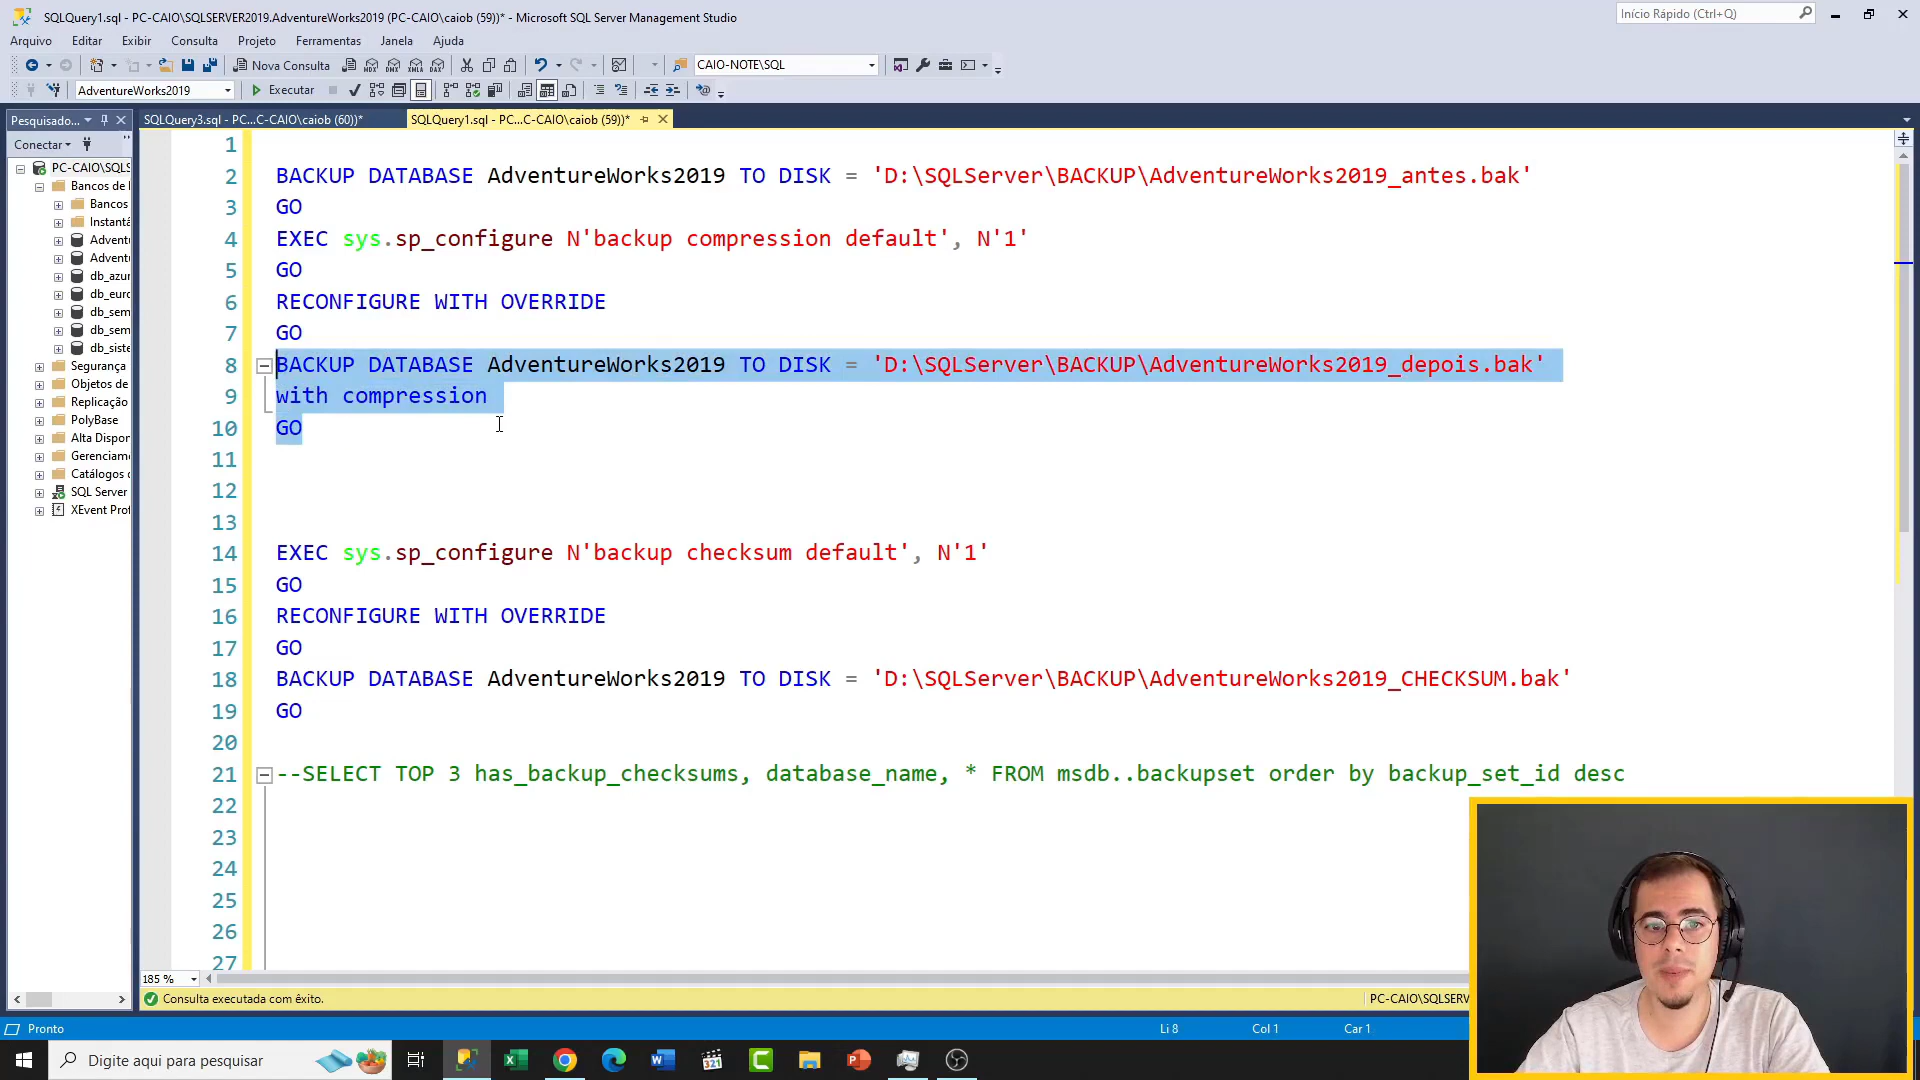 SQLQuery1.sql - PC-CAIO\SQLSERVER2019.AdventureWorks2019 (PC-CAIO\caiob (59))* - Microsoft SQL Server Management Studio
Início Rápido (Ctrl+Q)
Arquivo Editar Exibir Consulta Projeto Ferramentas Janela Ajuda
Nova Consulta
CAIO-NOTE\SQL
AdventureWorks2019
Executar
Pesquisado...
SQLQuery3.sql - PC...C-CAIO\caiob (60))*
SQLQuery1.sql - PC...C-CAIO\caiob (59))*
Conectar
PC-CAIO\SQLS
Bancos de
Bancos
Instantâ
Adventu
Adventu
db_azur
db_euro
db_sem
db_sem
db_siste
Segurança
Objetos de
Replicação
PolyBase
Alta Dispor
Gerenciam
Catálogos
SQL Server
XEvent Prof
1
2 BACKUP DATABASE AdventureWorks2019 TO DISK = 'D:\SQLServer\BACKUP\AdventureWorks2019_antes.bak'
3 GO
4 EXEC sys.sp_configure N'backup compression default', N'1'
5 GO
6 RECONFIGURE WITH OVERRIDE
7 GO
8 BACKUP DATABASE AdventureWorks2019 TO DISK = 'D:\SQLServer\BACKUP\AdventureWorks2019_depois.bak'
9 with compression
10 GO
11
12
13
14 EXEC sys.sp_configure N'backup checksum default', N'1'
15 GO
16 RECONFIGURE WITH OVERRIDE
17 GO
18 BACKUP DATABASE AdventureWorks2019 TO DISK = 'D:\SQLServer\BACKUP\AdventureWorks2019_CHECKSUM.bak'
19 GO
20
21 --SELECT TOP 3 has_backup_checksums, database_name, * FROM msdb..backupset order by backup_set_id desc
22
23
24
25
26
27
185 %
Consulta executada com êxito.
PC-CAIO\SQLSERV
Pronto
Li 8
Col 1
Car 1
Digite aqui para pesquisar